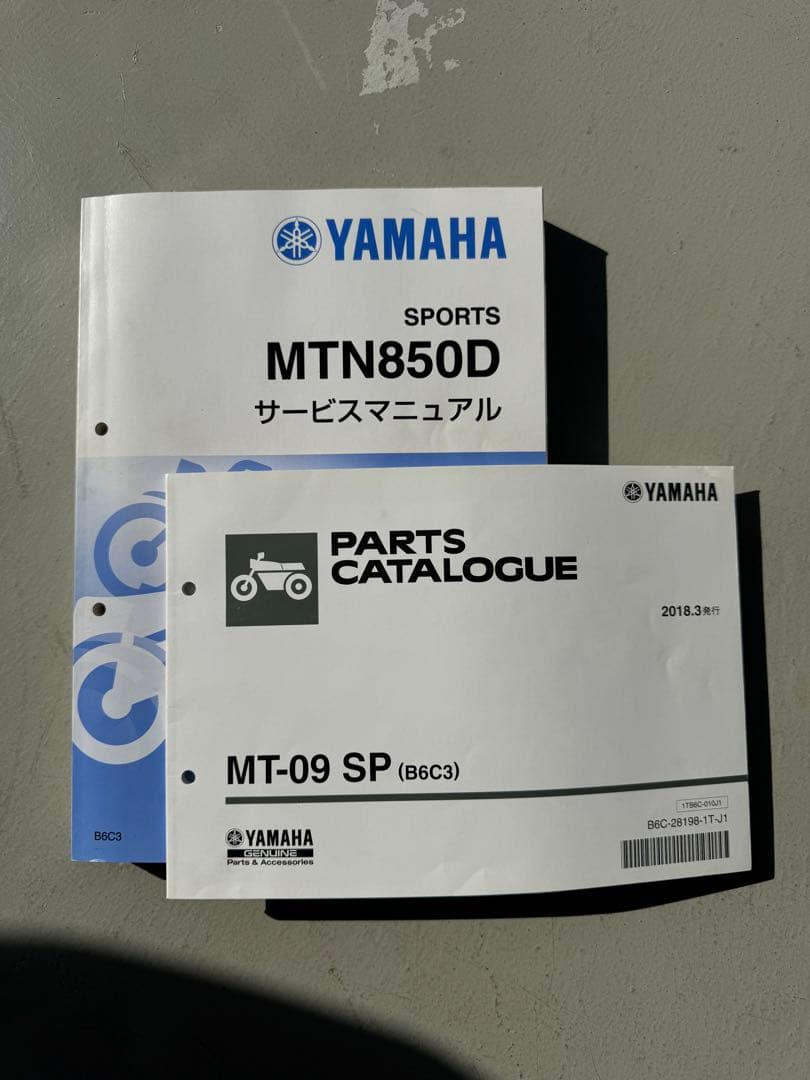 YAMAHA
SPORTS
MTN850D
サービスマニュアル
B6C3
YAMAHA
PARTS
CATALOGUE
2018.3発行
MT-09 SP (B6C3)
1TB6C-010J1
B6C-28198-1T-J1
YAMAHA
GENUINE
Parts & Accessories